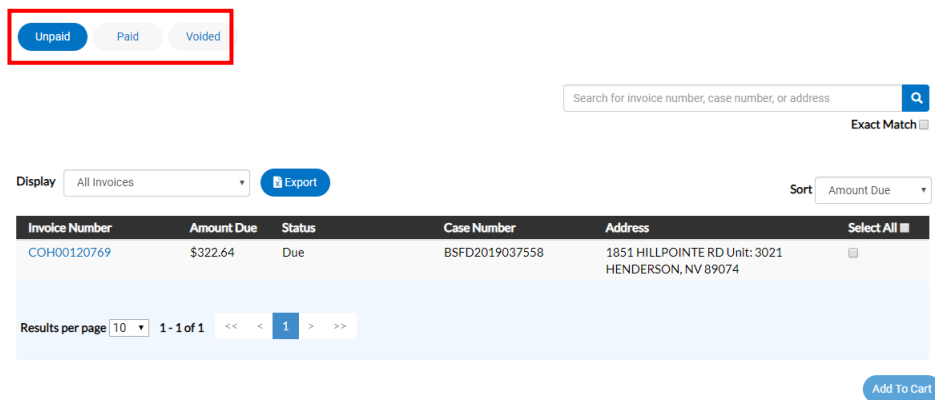 Unpaid Paid Voided
Search for invoice number, case number, or address
Exact Match
Display All Invoices Export Sort Amount Due
Invoice Number Amount Due Status Case Number Address Select All
COH00120769 $322.64 Due BSFD2019037558 1851 HILLPOINTE RD Unit: 3021
HENDERSON, NV 89074
Results per page 10 1 - 1 of 1 << < 1 > >>
Add To Cart